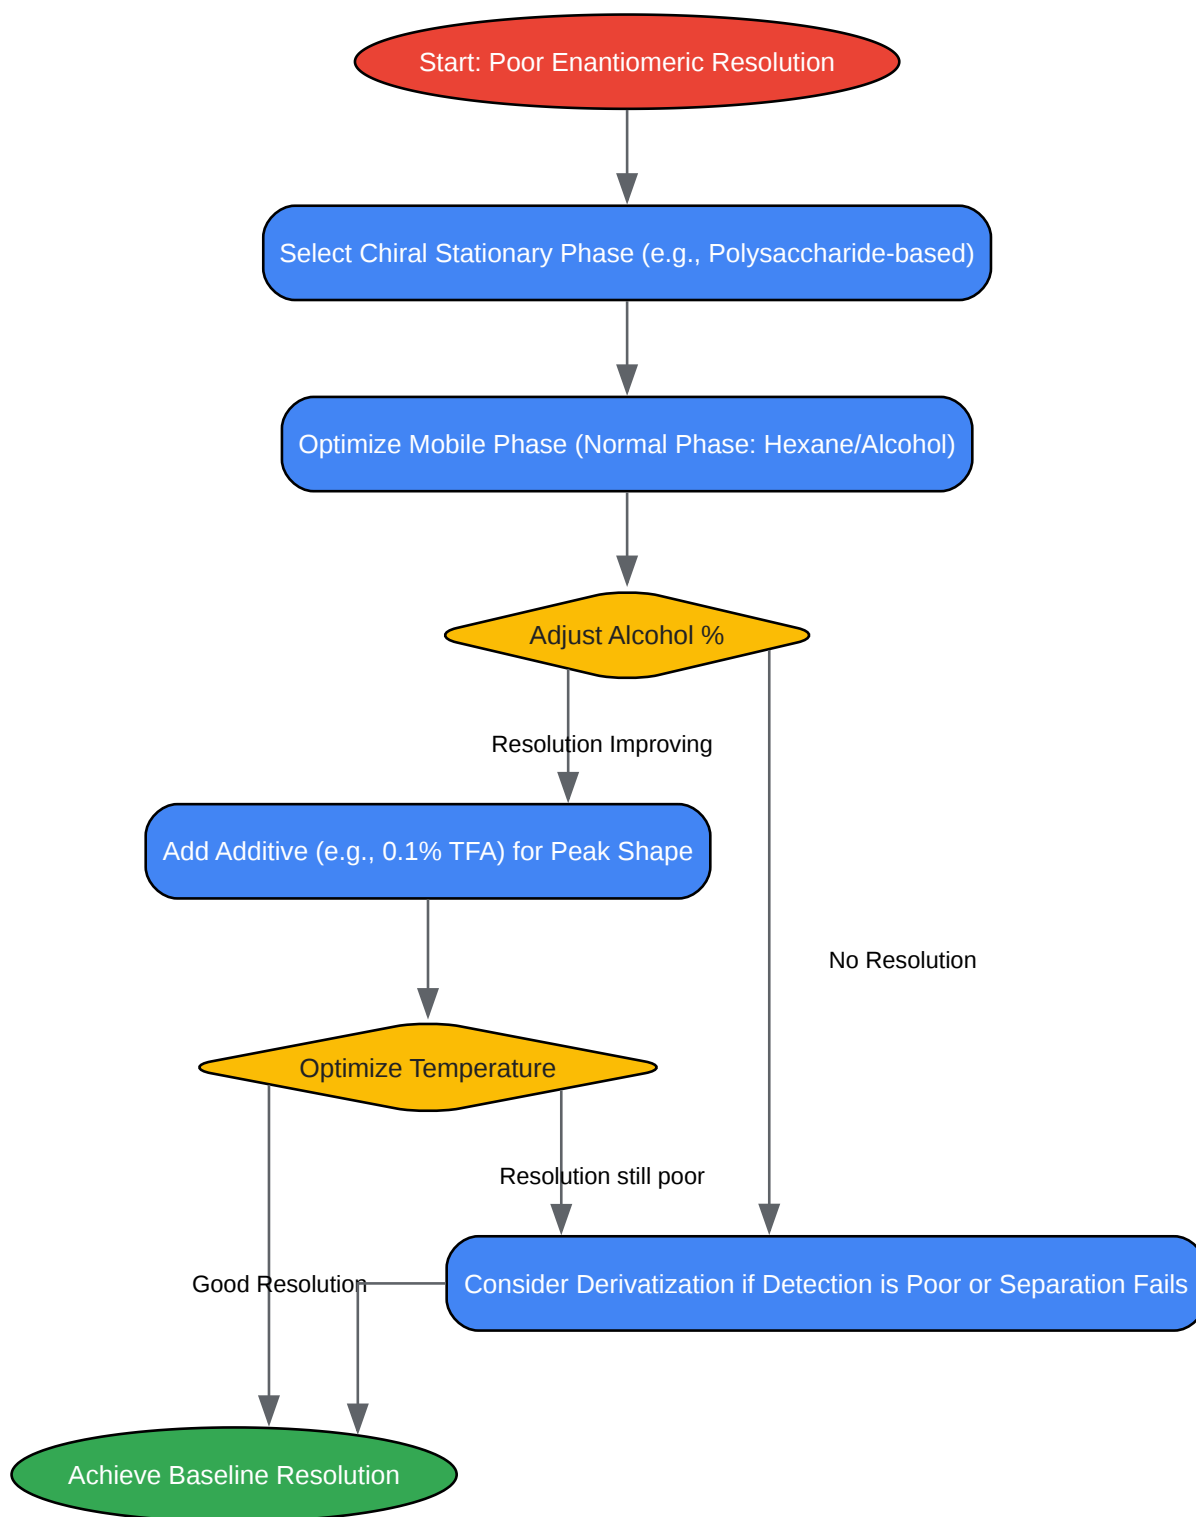 Start: Poor Enantiomeric Resolution
Select Chiral Stationary Phase (e.g., Polysaccharide-based)
Optimize Mobile Phase (Normal Phase: Hexane/Alcohol)
Adjust Alcohol %
Resolution Improving
Add Additive (e.g., 0.1% TFA) for Peak Shape
No Resolution
Optimize Temperature
Resolution still poor
Good Resolution
Consider Derivatization if Detection is Poor or Separation Fails
Achieve Baseline Resolution